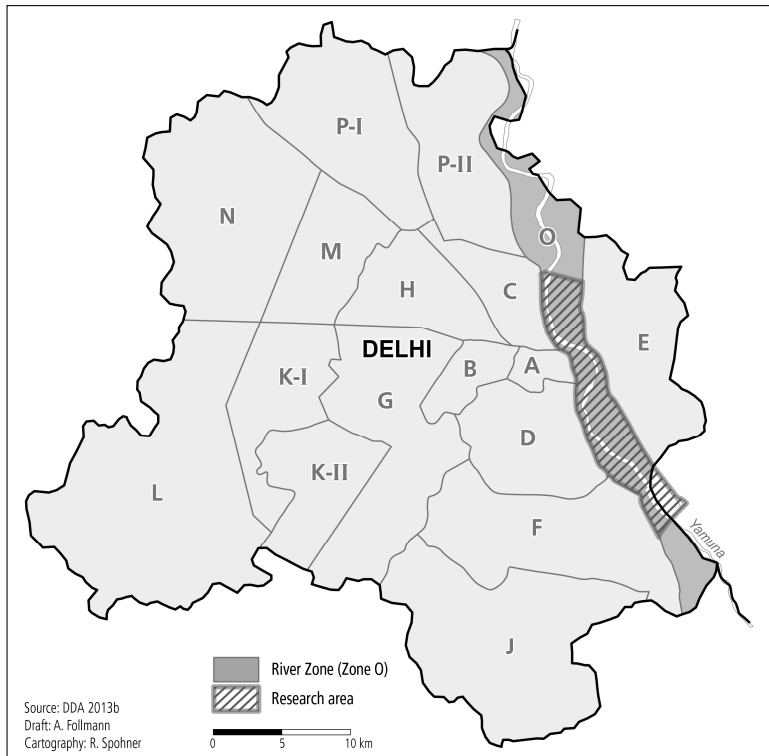 P-I
P-II
N
O
M
H
C
E
DELHI
B
A
K-I
G
D
K-II
L
F
Yamuna
J
River Zone (Zone O)
Research area
Source: DDA 2013b
Draft: A. Follmann
Cartography: R. Spohner
0 5 10 km